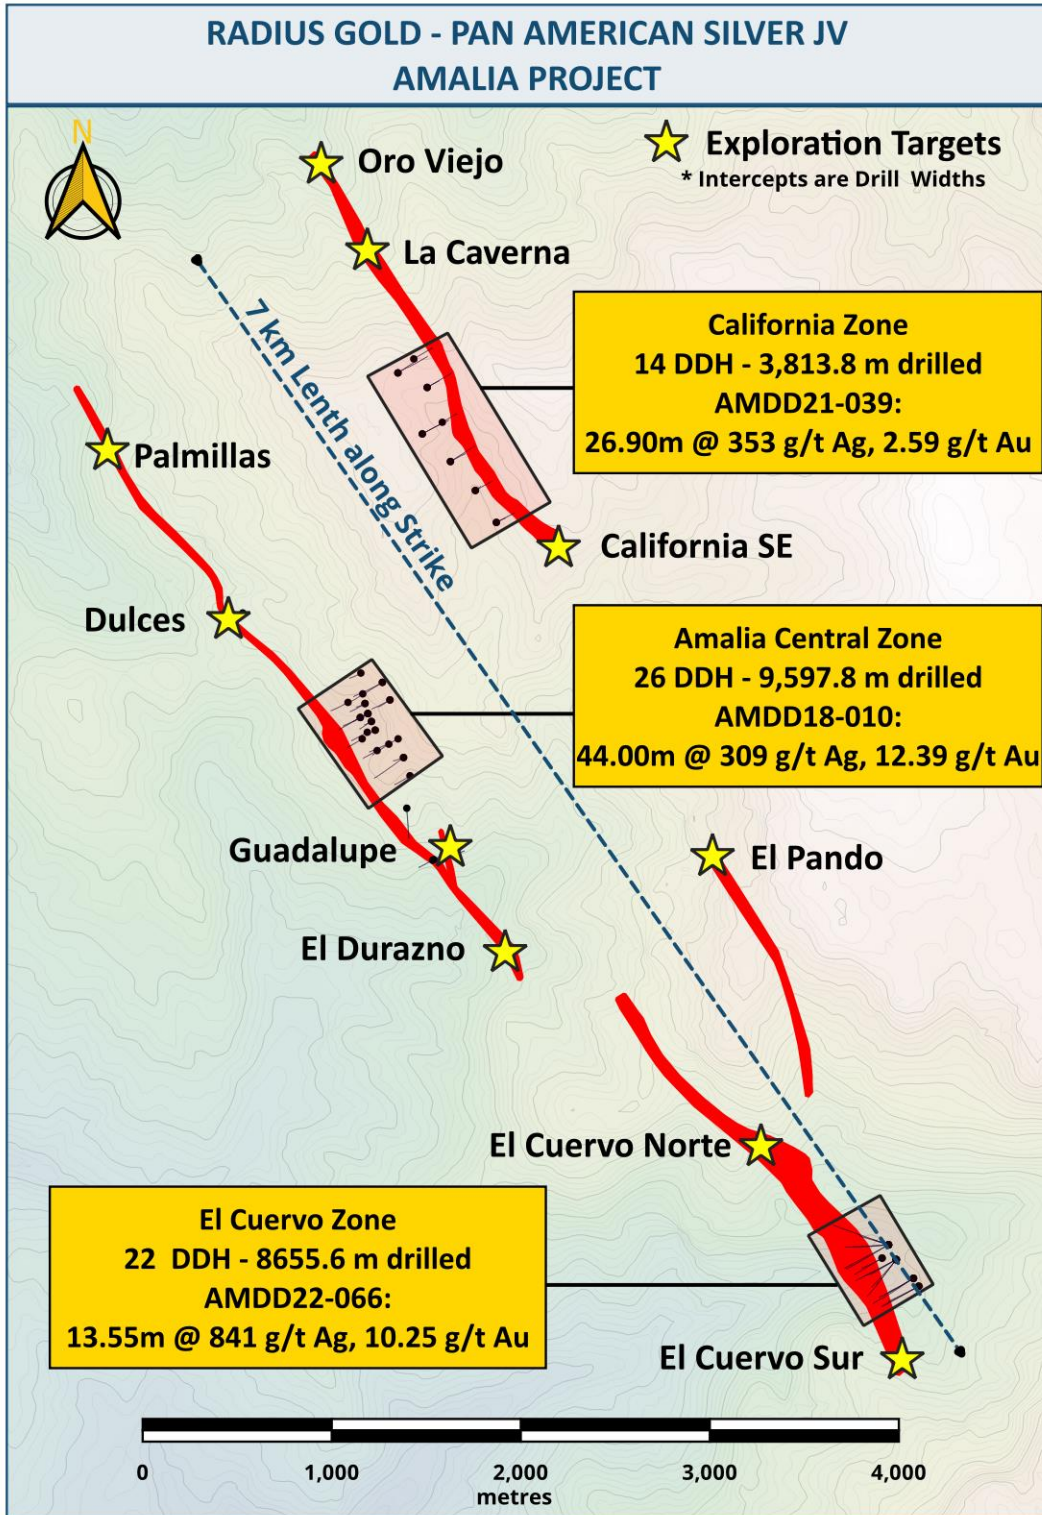 RADIUS GOLD - PAN AMERICAN SILVER JV
AMALIA PROJECT
N
Exploration Targets
* Intercepts are Drill Widths
Oro Viejo
La Caverna
7 km Lenth along Strike
California Zone
14 DDH - 3,813.8 m drilled
AMDD21-039:
26.90m @ 353 g/t Ag, 2.59 g/t Au
Palmillas
California SE
Dulces
Amalia Central Zone
26 DDH - 9,597.8 m drilled
AMDD18-010:
44.00m @ 309 g/t Ag, 12.39 g/t Au
Guadalupe
El Pando
El Durazno
El Cuervo Norte
El Cuervo Zone
22 DDH - 8655.6 m drilled
AMDD22-066:
13.55m @ 841 g/t Ag, 10.25 g/t Au
El Cuervo Sur
0 1,000 2,000 3,000 4,000
metres